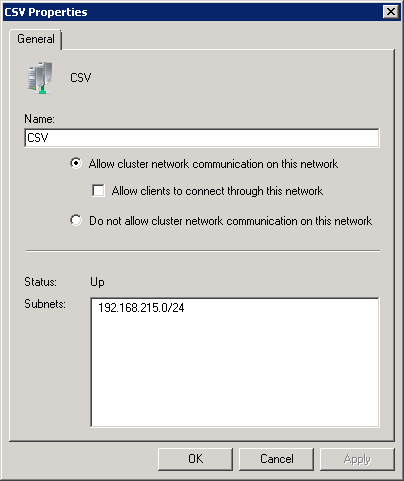 CSV Properties
General
CSV
Name:
CSV
Allow cluster network communication on this network
Allow clients to connect through this network
Do not allow cluster network communication on this network
Status: Up
Subnets: 192.168.215.0/24
OK Cancel Apply